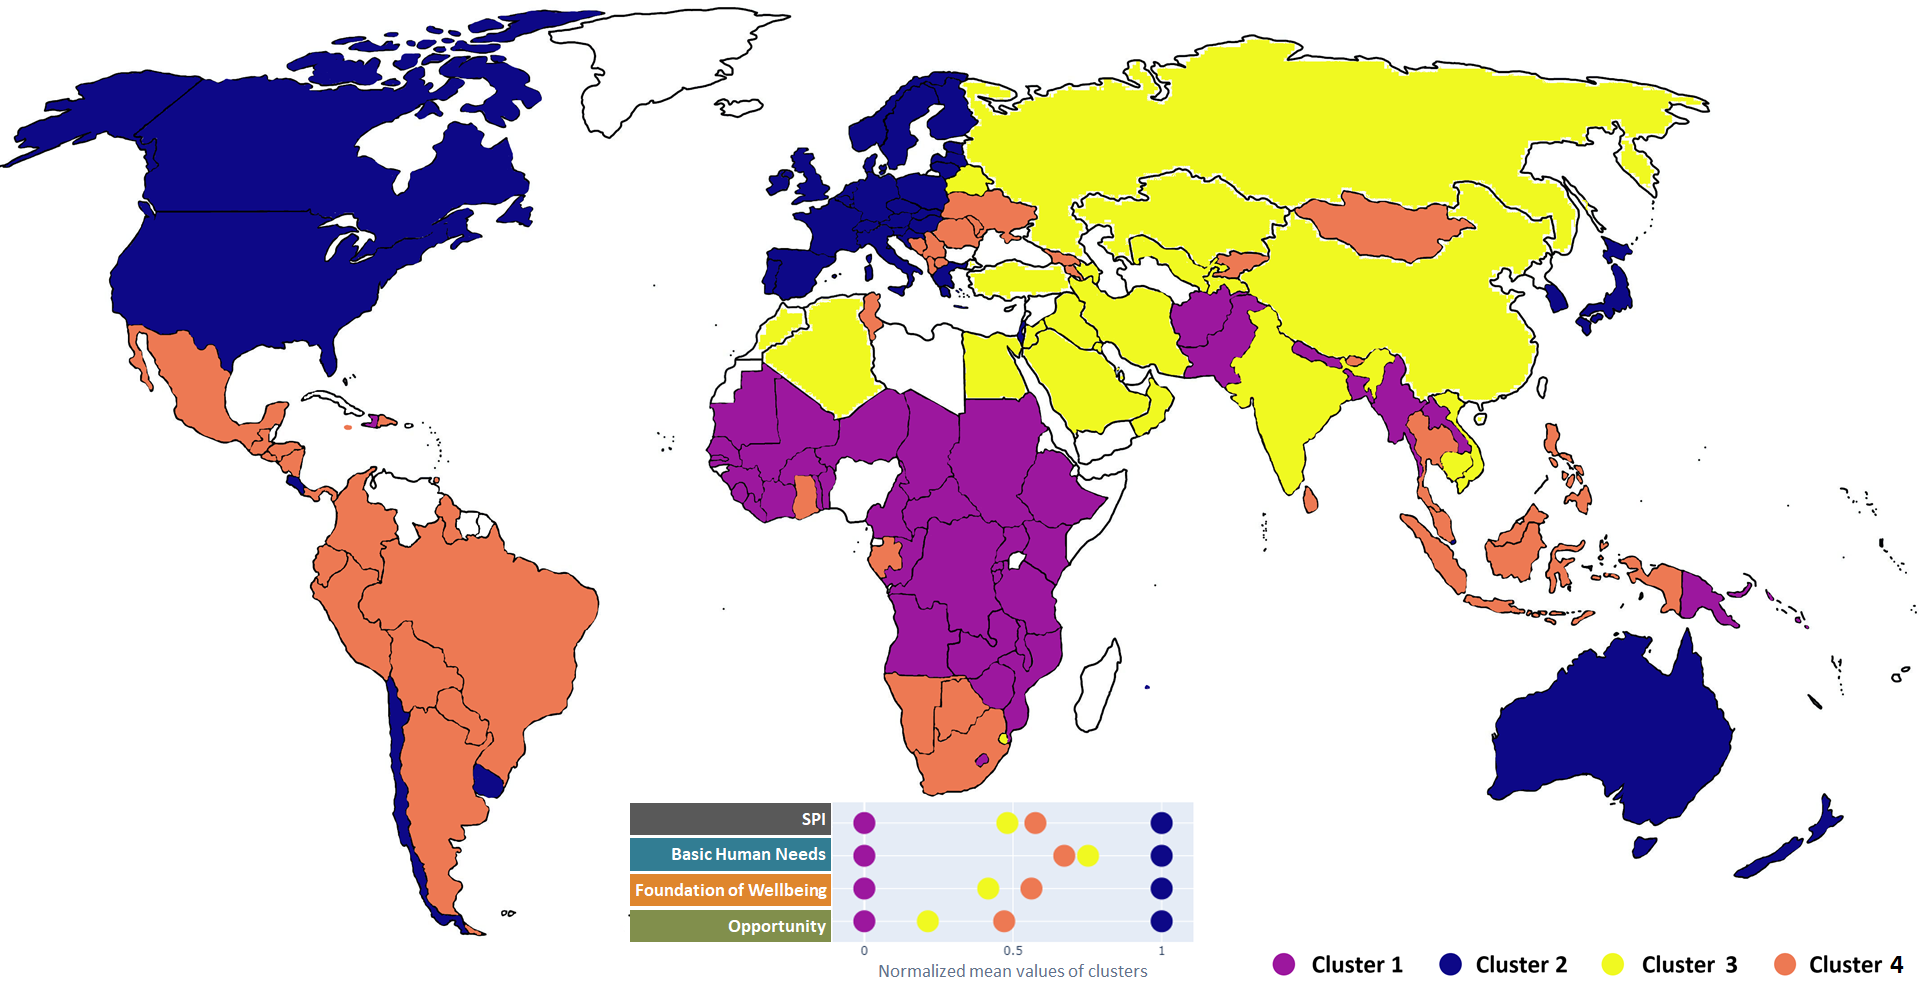 SPI
Basic Human Needs
Foundation of Wellbeing
Opportunity
0 0.5 1
Normalized mean values of clusters
Cluster 1 Cluster 2 Cluster 3 Cluster 4